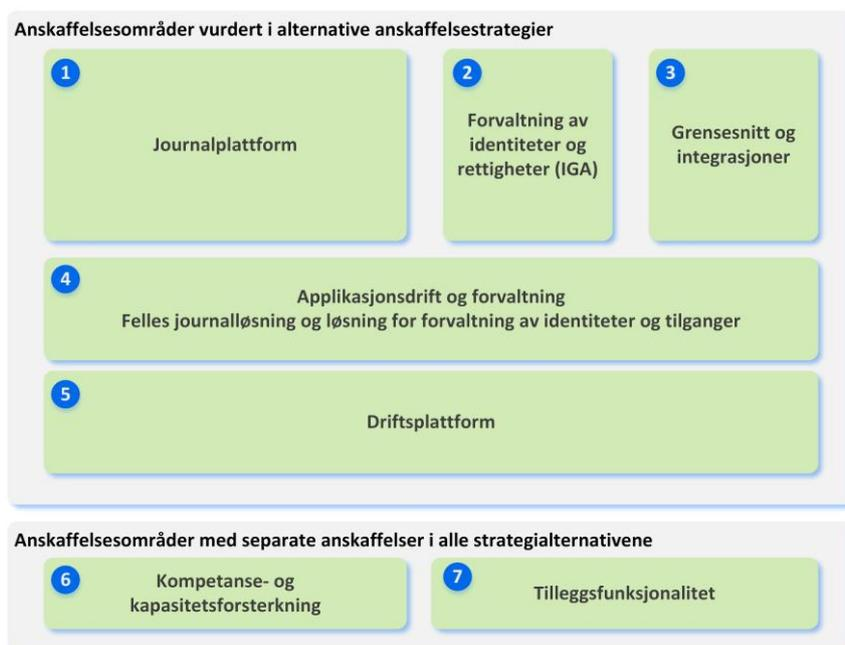 Anskaffelsesområder vurdert i alternative anskaffelsestrategier
1
Journalplattform
2
Forvaltning av
identiteter og
rettigheter (IGA)
3
Grensesnitt og
integrasjoner
4
Applikasjonsdrift og forvaltning
Felles journalløsning og løsning for forvaltning av identiteter og tilganger
5
Driftsplattform
Anskaffelsesområder med separate anskaffelser i alle strategialternativene
6
Kompetanse- og
kapasitetsforsterkning
7
Tilleggsfunksjonalitet